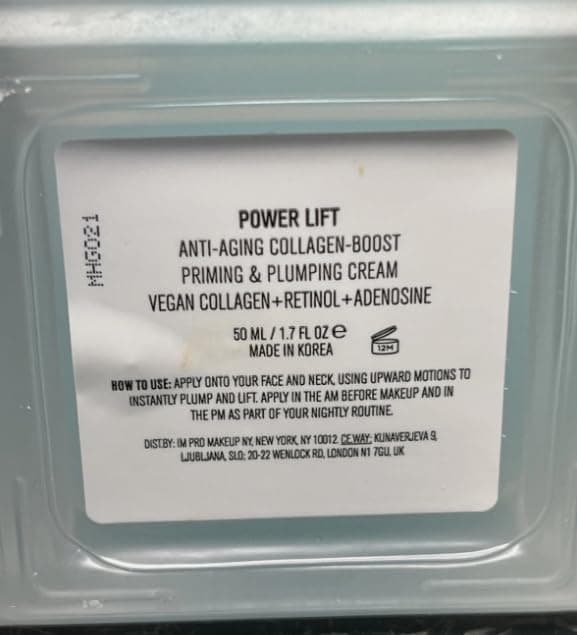 MHG021
POWER LIFT
ANTI-AGING COLLAGEN-BOOST
PRIMING & PLUMPING CREAM
VEGAN COLLAGEN+RETINOL+ADENOSINE
50 ML / 1.7 FL OZ ℮
MADE IN KOREA
12M
HOW TO USE: APPLY ONTO YOUR FACE AND NECK, USING UPWARD MOTIONS TO
INSTANTLY PLUMP AND LIFT. APPLY IN THE AM BEFORE MAKEUP AND IN
THE PM AS PART OF YOUR NIGHTLY ROUTINE.
DIST.BY: IM PRO MAKEUP NY, NEW YORK, NY 10012. CEWAY: KUNAVERJEVA 9,
LJUBLJANA, SLO; 20-22 WENLOCK RD, LONDON N1 7GU, UK